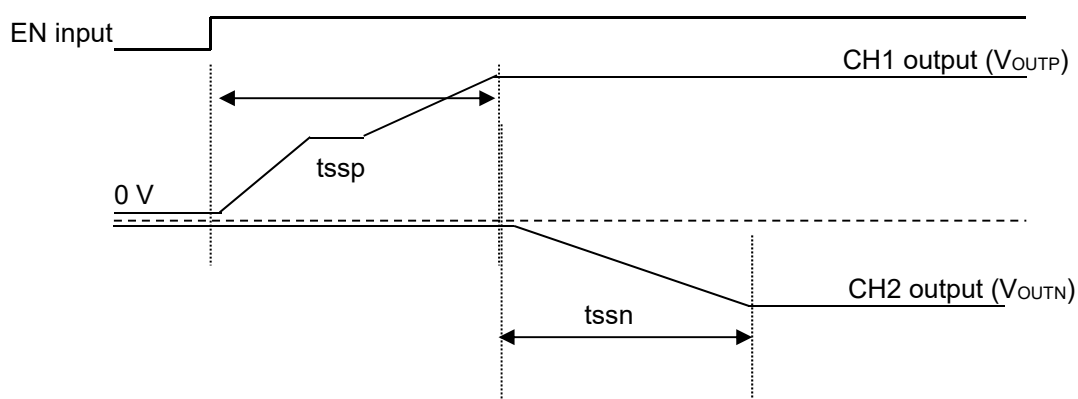 EN input
CH1 output (VOUTP)
tssp
0 V
CH2 output (VOUTN)
tssn